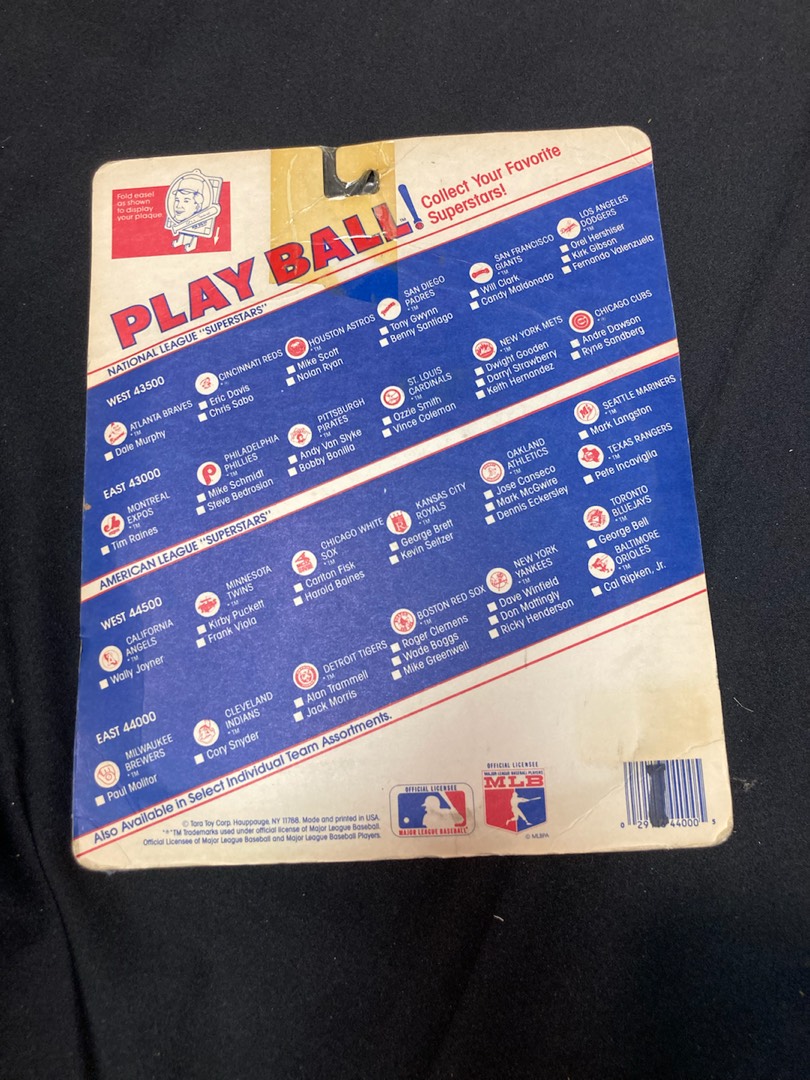 Fold easel
as shown
to display
your plaque.
PLAY BALL!™
Collect Your Favorite
Superstars!
NATIONAL LEAGUE "SUPERSTARS"
WEST 43500
ATLANTA BRAVES
Dale Murphy
CINCINNATI REDS
Eric Davis
Chris Sabo
HOUSTON ASTROS
Mike Scott
Nolan Ryan
SAN DIEGO
PADRES
Tony Gwynn
Benny Santiago
SAN FRANCISCO
GIANTS
Will Clark
Candy Maldonado
LOS ANGELES
DODGERS
Orel Hershiser
Kirk Gibson
Fernando Valenzuela
EAST 43000
MONTREAL
EXPOS
Tim Raines
PHILADELPHIA
PHILLIES
Mike Schmidt
Steve Bedrosian
PITTSBURGH
PIRATES
Andy Van Slyke
Bobby Bonilla
ST. LOUIS
CARDINALS
Ozzie Smith
Vince Coleman
NEW YORK METS
Dwight Gooden
Darryl Strawberry
Keith Hernandez
CHICAGO CUBS
Andre Dawson
Ryne Sandberg
AMERICAN LEAGUE "SUPERSTARS"
WEST 44500
CALIFORNIA
ANGELS
Wally Joyner
MINNESOTA
TWINS
Kirby Puckett
Frank Viola
CHICAGO WHITE
SOX
Carlton Fisk
Harold Baines
KANSAS CITY
ROYALS
George Brett
Kevin Seitzer
OAKLAND
ATHLETICS
Jose Canseco
Mark McGwire
Dennis Eckersley
SEATTLE MARINERS
Mark Langston
TEXAS RANGERS
Pete Incaviglia
EAST 44000
MILWAUKEE
BREWERS
Paul Molitor
CLEVELAND
INDIANS
Cory Snyder
DETROIT TIGERS
Alan Trammell
Jack Morris
BOSTON RED SOX
Roger Clemens
Wade Boggs
Mike Greenwell
NEW YORK
YANKEES
Dave Winfield
Don Mattingly
Ricky Henderson
TORONTO
BLUEJAYS
George Bell
BALTIMORE
ORIOLES
Cal Ripken, Jr.
Also Available in Select Individual Team Assortments.
© Tara Toy Corp. Hauppauge, NY 11788. Made and printed in USA.
"®"TM Trademarks used under official license of Major League Baseball.
Official Licensee of Major League Baseball and Major League Baseball Players.
OFFICIAL LICENSEE
MAJOR LEAGUE BASEBALL
OFFICIAL LICENSEE
MAJOR LEAGUE BASEBALL PLAYERS
MLB
© MLBPA
0 44000 5